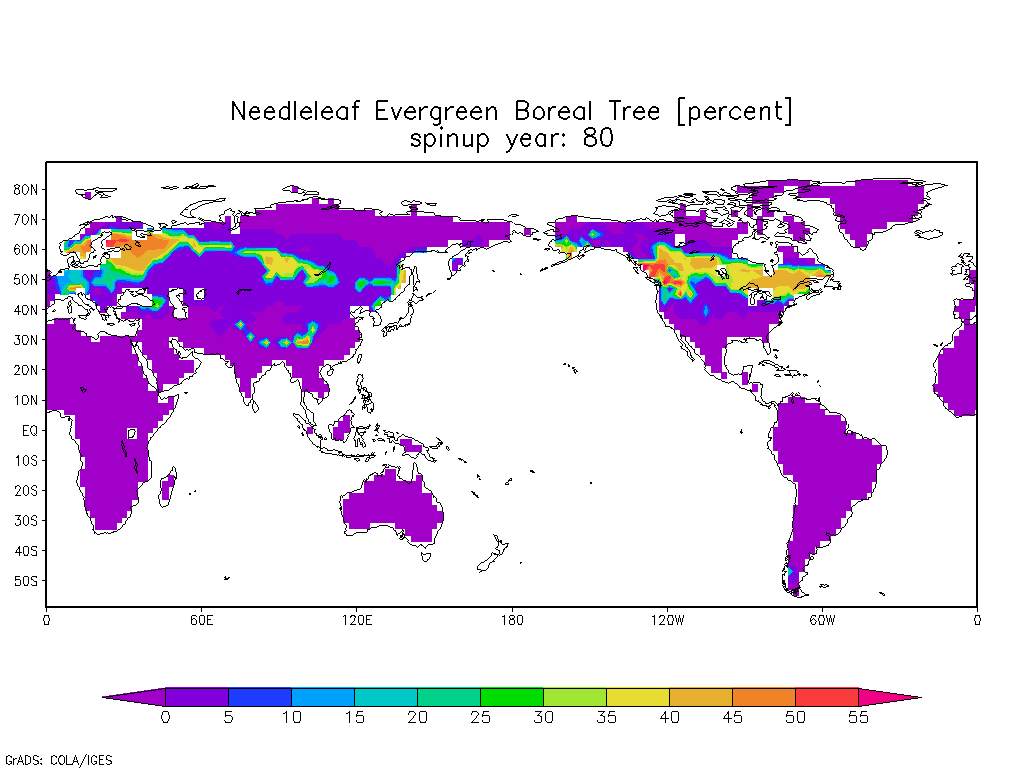 Needleleaf Evergreen Boreal Tree [percent]
spinup year: 80
80N
70N
60N
50N
40N
30N
20N
10N
EQ
10S
20S
30S
40S
50S
0 60E 120E 180 120W 60W 0
0 5 10 15 20 25 30 35 40 45 50 55
GrADS: COLA/IGES